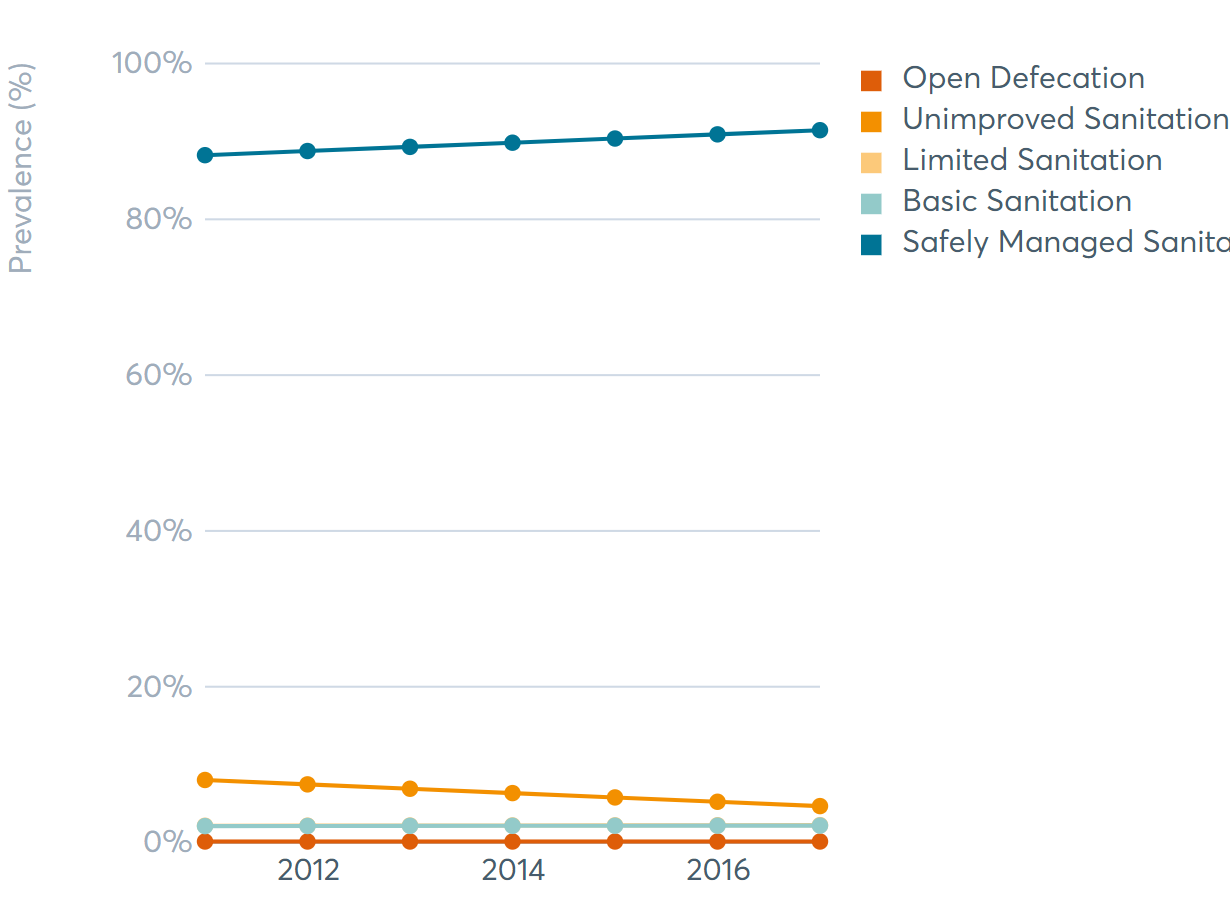 Prevalence (%)
100%
80%
60%
40%
20%
0%
2012
2014
2016
Open Defecation
Unimproved Sanitation
Limited Sanitation
Basic Sanitation
Safely Managed Sanita